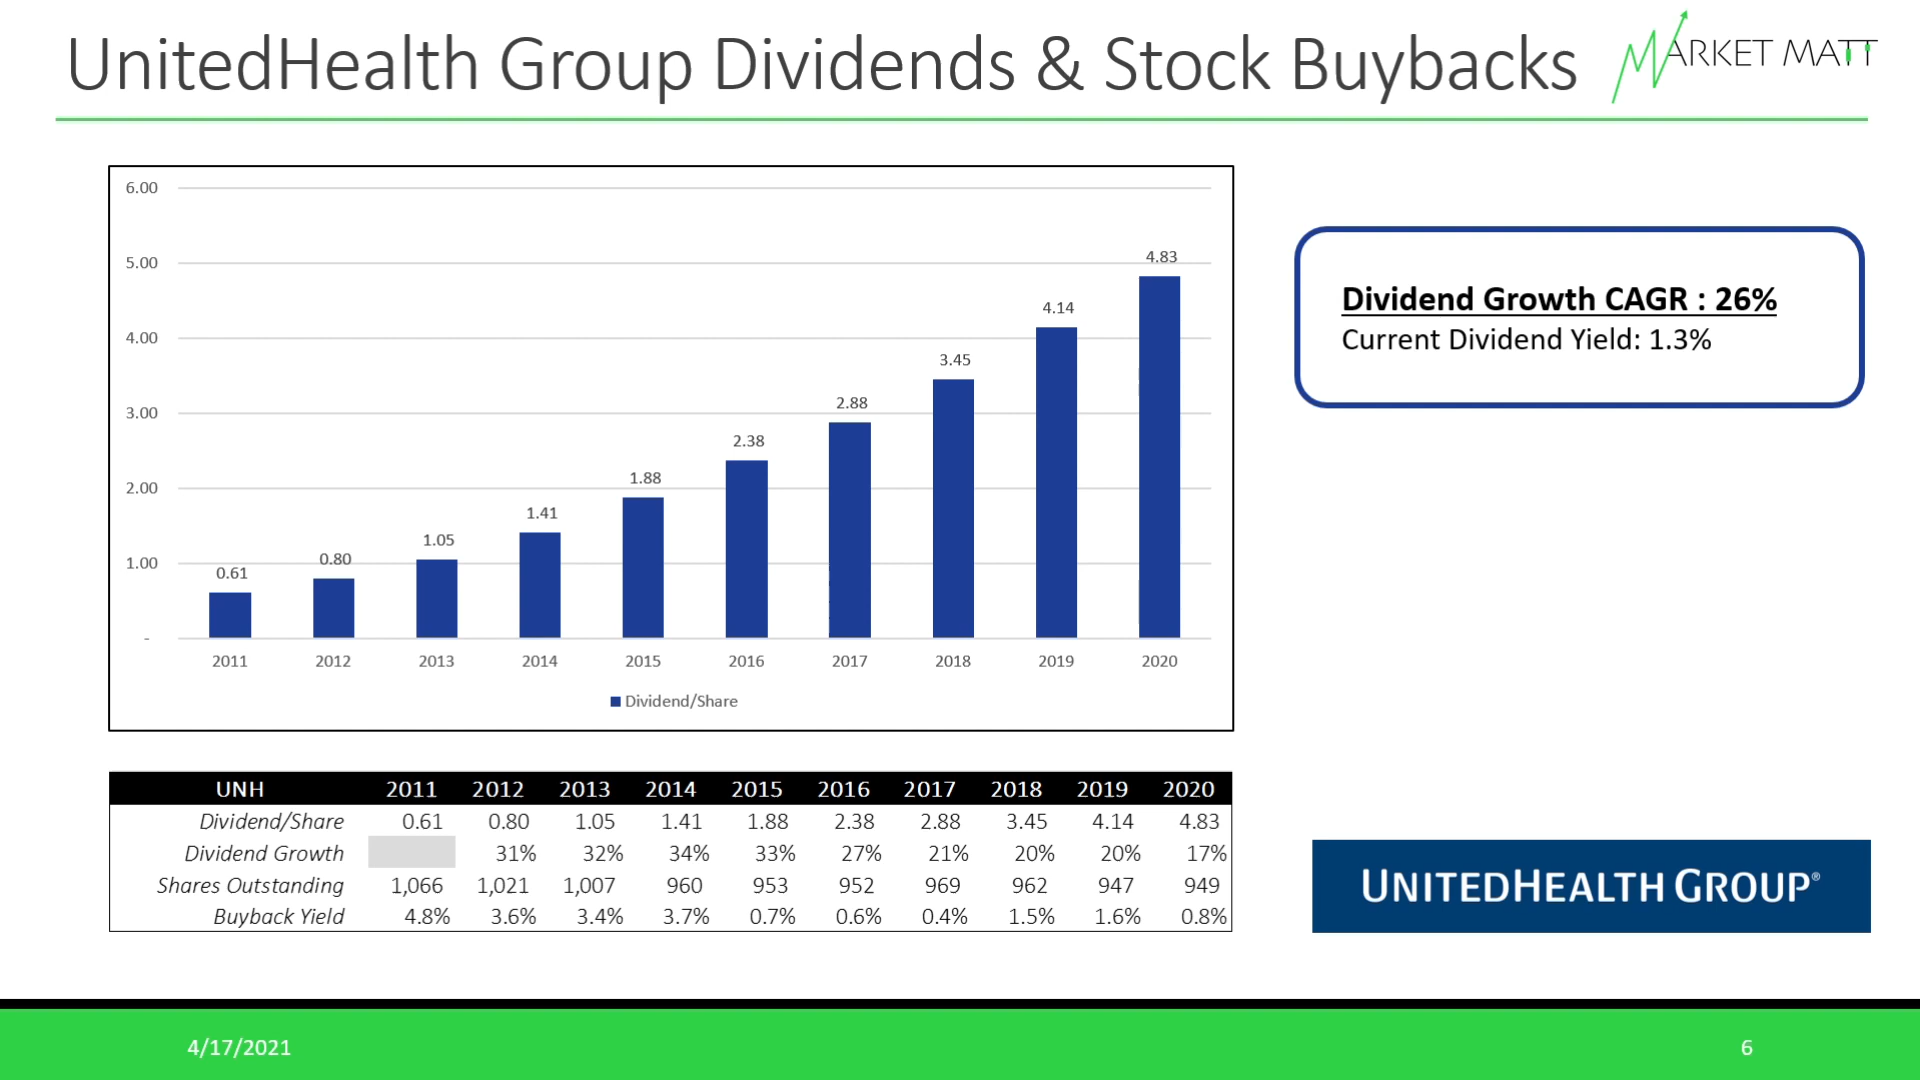 UnitedHealth Group Dividends & Stock Buybacks
MARKET MATT
6.00
5.00
4.00
3.00
2.00
1.00
-
0.61
0.80
1.05
1.41
1.88
2.38
2.88
3.45
4.14
4.83
2011 2012 2013 2014 2015 2016 2017 2018 2019 2020
Dividend/Share
Dividend Growth CAGR : 26%
Current Dividend Yield: 1.3%
UNH 2011 2012 2013 2014 2015 2016 2017 2018 2019 2020
Dividend/Share 0.61 0.80 1.05 1.41 1.88 2.38 2.88 3.45 4.14 4.83
Dividend Growth 31% 32% 34% 33% 27% 21% 20% 20% 17%
Shares Outstanding 1,066 1,021 1,007 960 953 952 969 962 947 949
Buyback Yield 4.8% 3.6% 3.4% 3.7% 0.7% 0.6% 0.4% 1.5% 1.6% 0.8%
UNITEDHEALTH GROUP®
4/17/2021 6